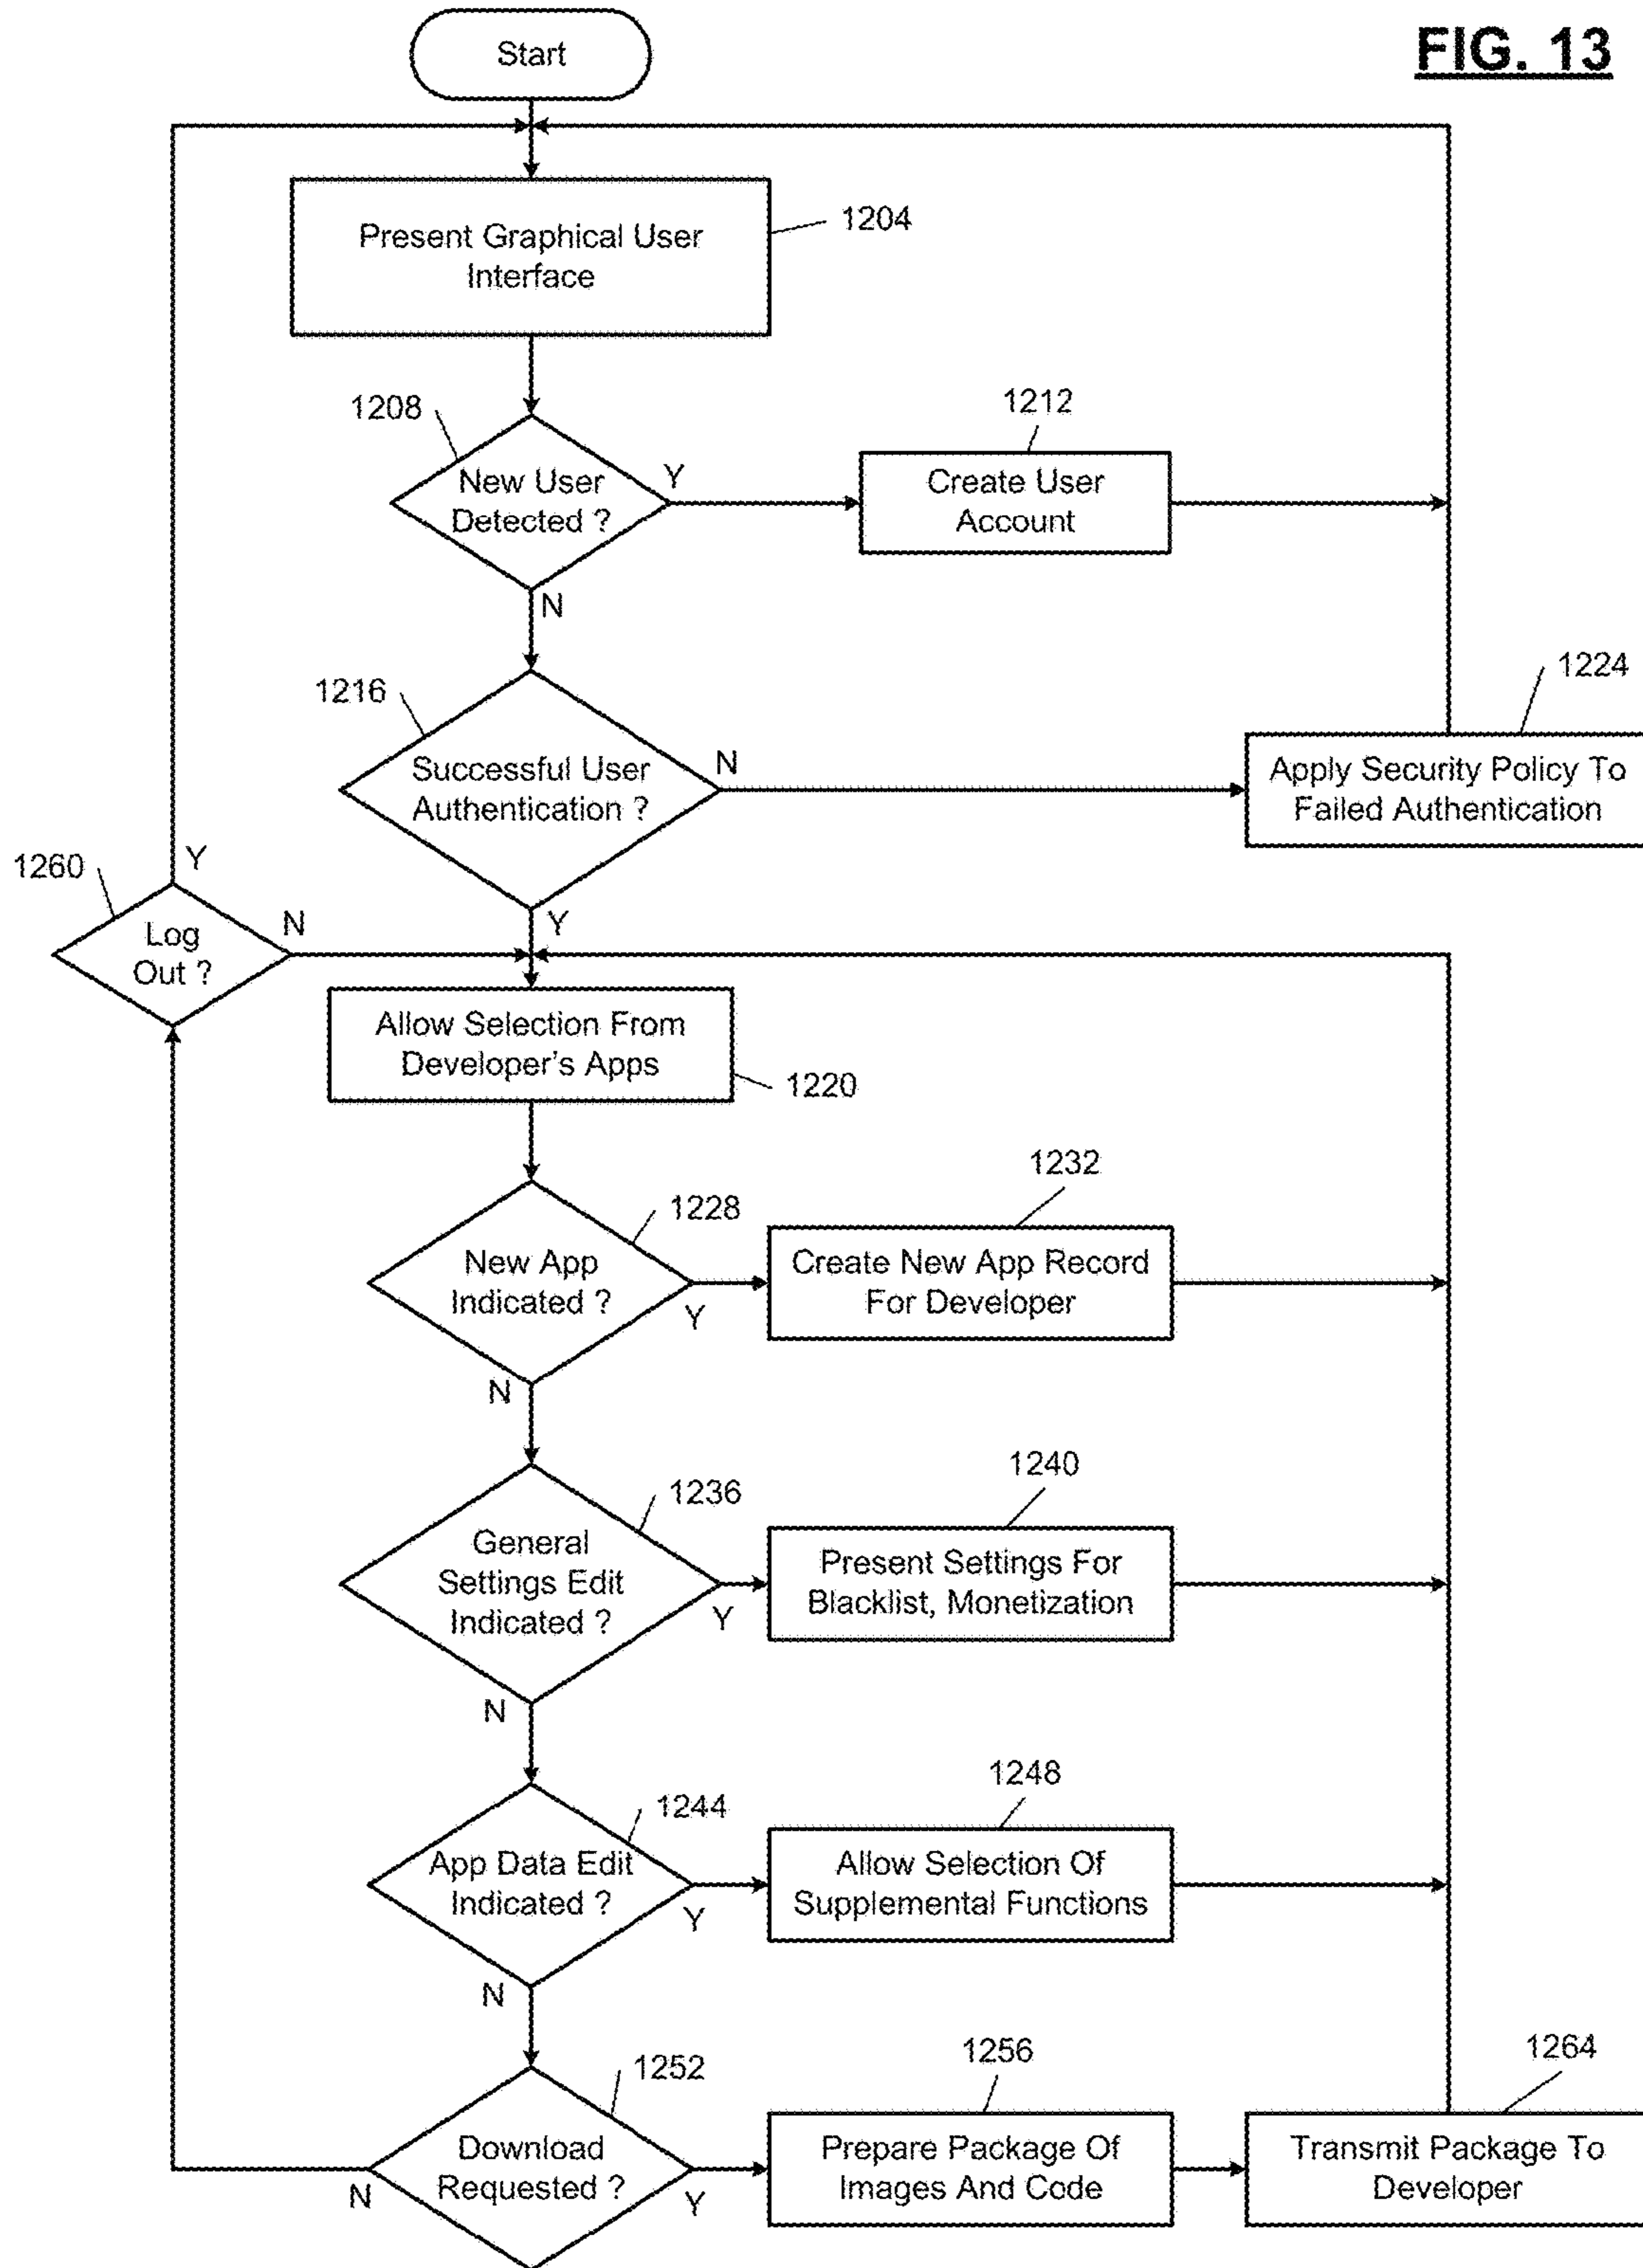 FIG. 13
Start
Present Graphical User
Interface
1204
1208
New User
Detected ?
Y
N
1212
Create User
Account
1216
Successful User
Authentication ?
N
Y
1224
Apply Security Policy To
Failed Authentication
1260
Y
Log
Out ?
N
Allow Selection From
Developer's Apps
1220
1228
New App
Indicated ?
Y
N
1232
Create New App Record
For Developer
1236
General
Settings Edit
Indicated ?
Y
N
1240
Present Settings For
Blacklist, Monetization
1244
App Data Edit
Indicated ?
Y
N
1248
Allow Selection Of
Supplemental Functions
1252
Download
Requested ?
N
Y
1256
Prepare Package Of
Images And Code
1264
Transmit Package To
Developer